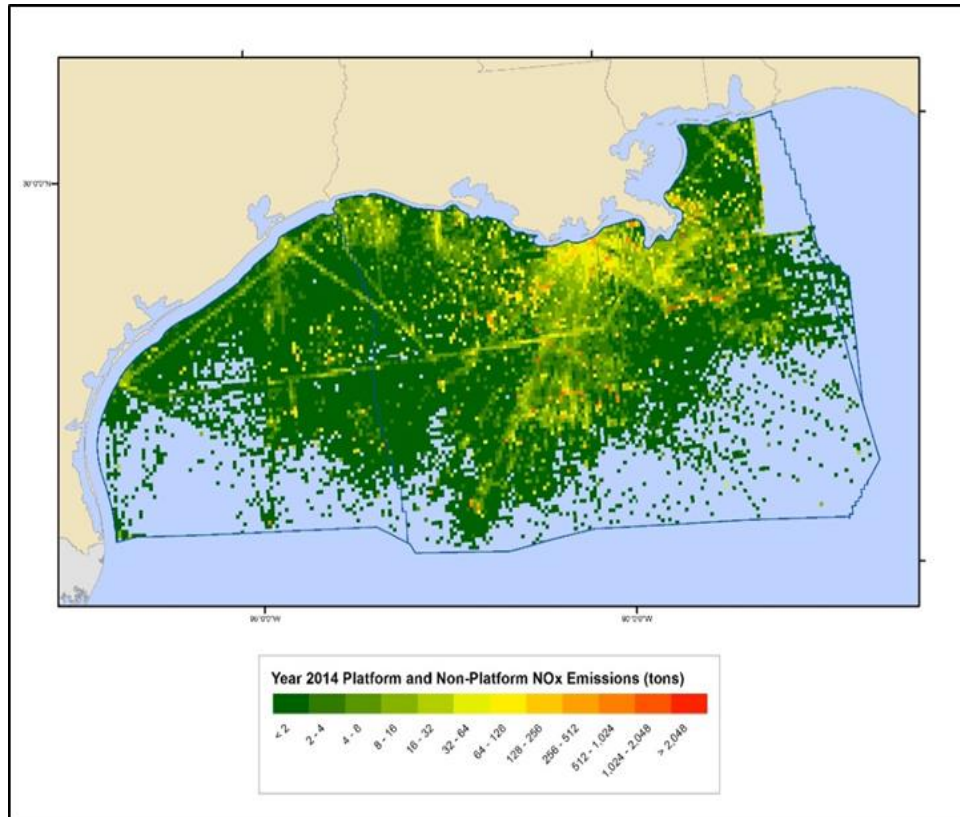 30°0'0"N
95°0'0"W
90°0'0"W
Year 2014 Platform and Non-Platform NOx Emissions (tons)
< 2
2 - 4
4 - 8
8 - 16
16 - 32
32 - 64
64 - 128
128 - 256
256 - 512
512 - 1,024
1,024 - 2,048
> 2,048